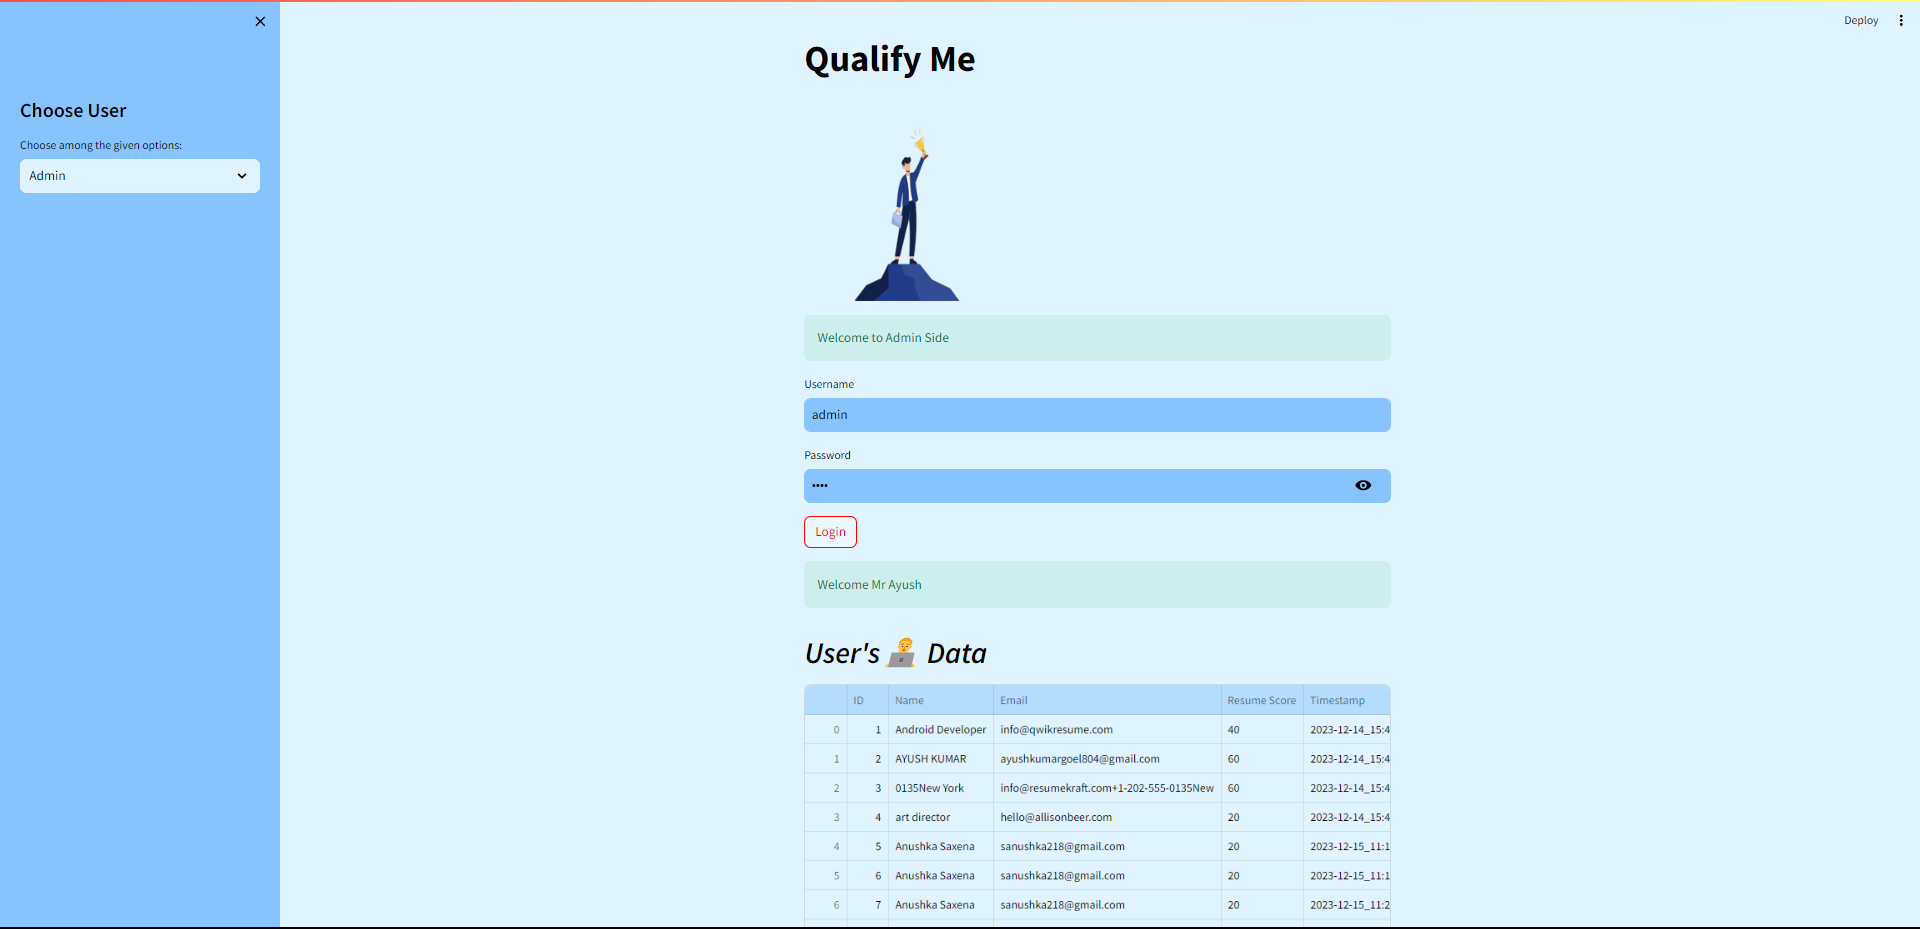 Deploy
Choose User
Choose among the given options:
Admin
Qualify Me
Welcome to Admin Side
Username
admin
Password
••••
Login
Welcome Mr Ayush
User's Data
ID Name Email Resume Score Timestamp
0 1 Android Developer info@qwikresume.com 40 2023-12-14_15:4
1 2 AYUSH KUMAR ayushkumargoel804@gmail.com 60 2023-12-14_15:4
2 3 0135New York info@resumekraft.com+1-202-555-0135New 60 2023-12-14_15:4
3 4 art director hello@allisonbeer.com 20 2023-12-14_15:4
4 5 Anushka Saxena sanushka218@gmail.com 20 2023-12-15_11:1
5 6 Anushka Saxena sanushka218@gmail.com 20 2023-12-15_11:1
6 7 Anushka Saxena sanushka218@gmail.com 20 2023-12-15_11:2